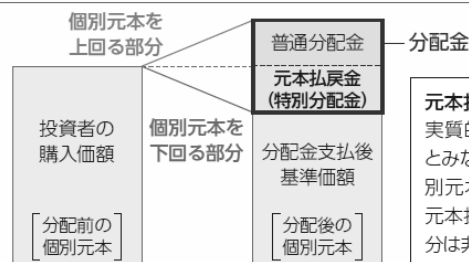 個別元本を
上回る部分
普通分配金
分配金
元本払戻金
(特別分配金)
投資者の
購入価額
個別元本を
下回る部分
分配金支払後
基準価額
分配前の
個別元本
分配後の
個別元本
元本払
実質的
とみな
別元本
元本払
分は非